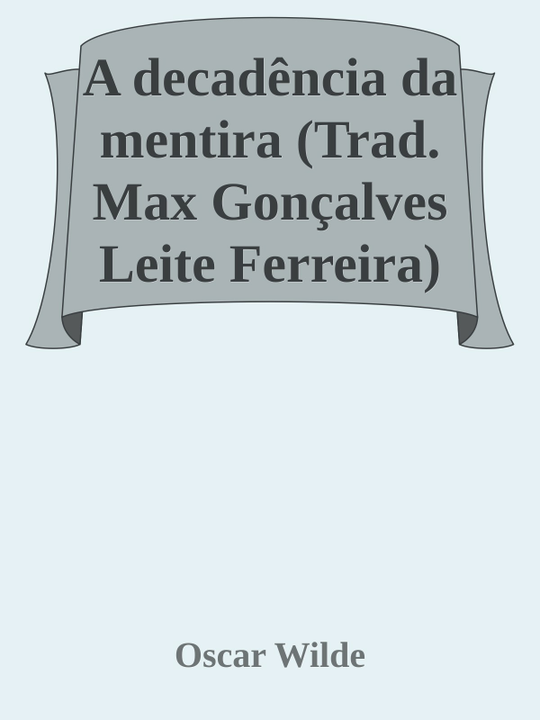 A decadência da
mentira (Trad.
Max Gonçalves
Leite Ferreira)
Oscar Wilde